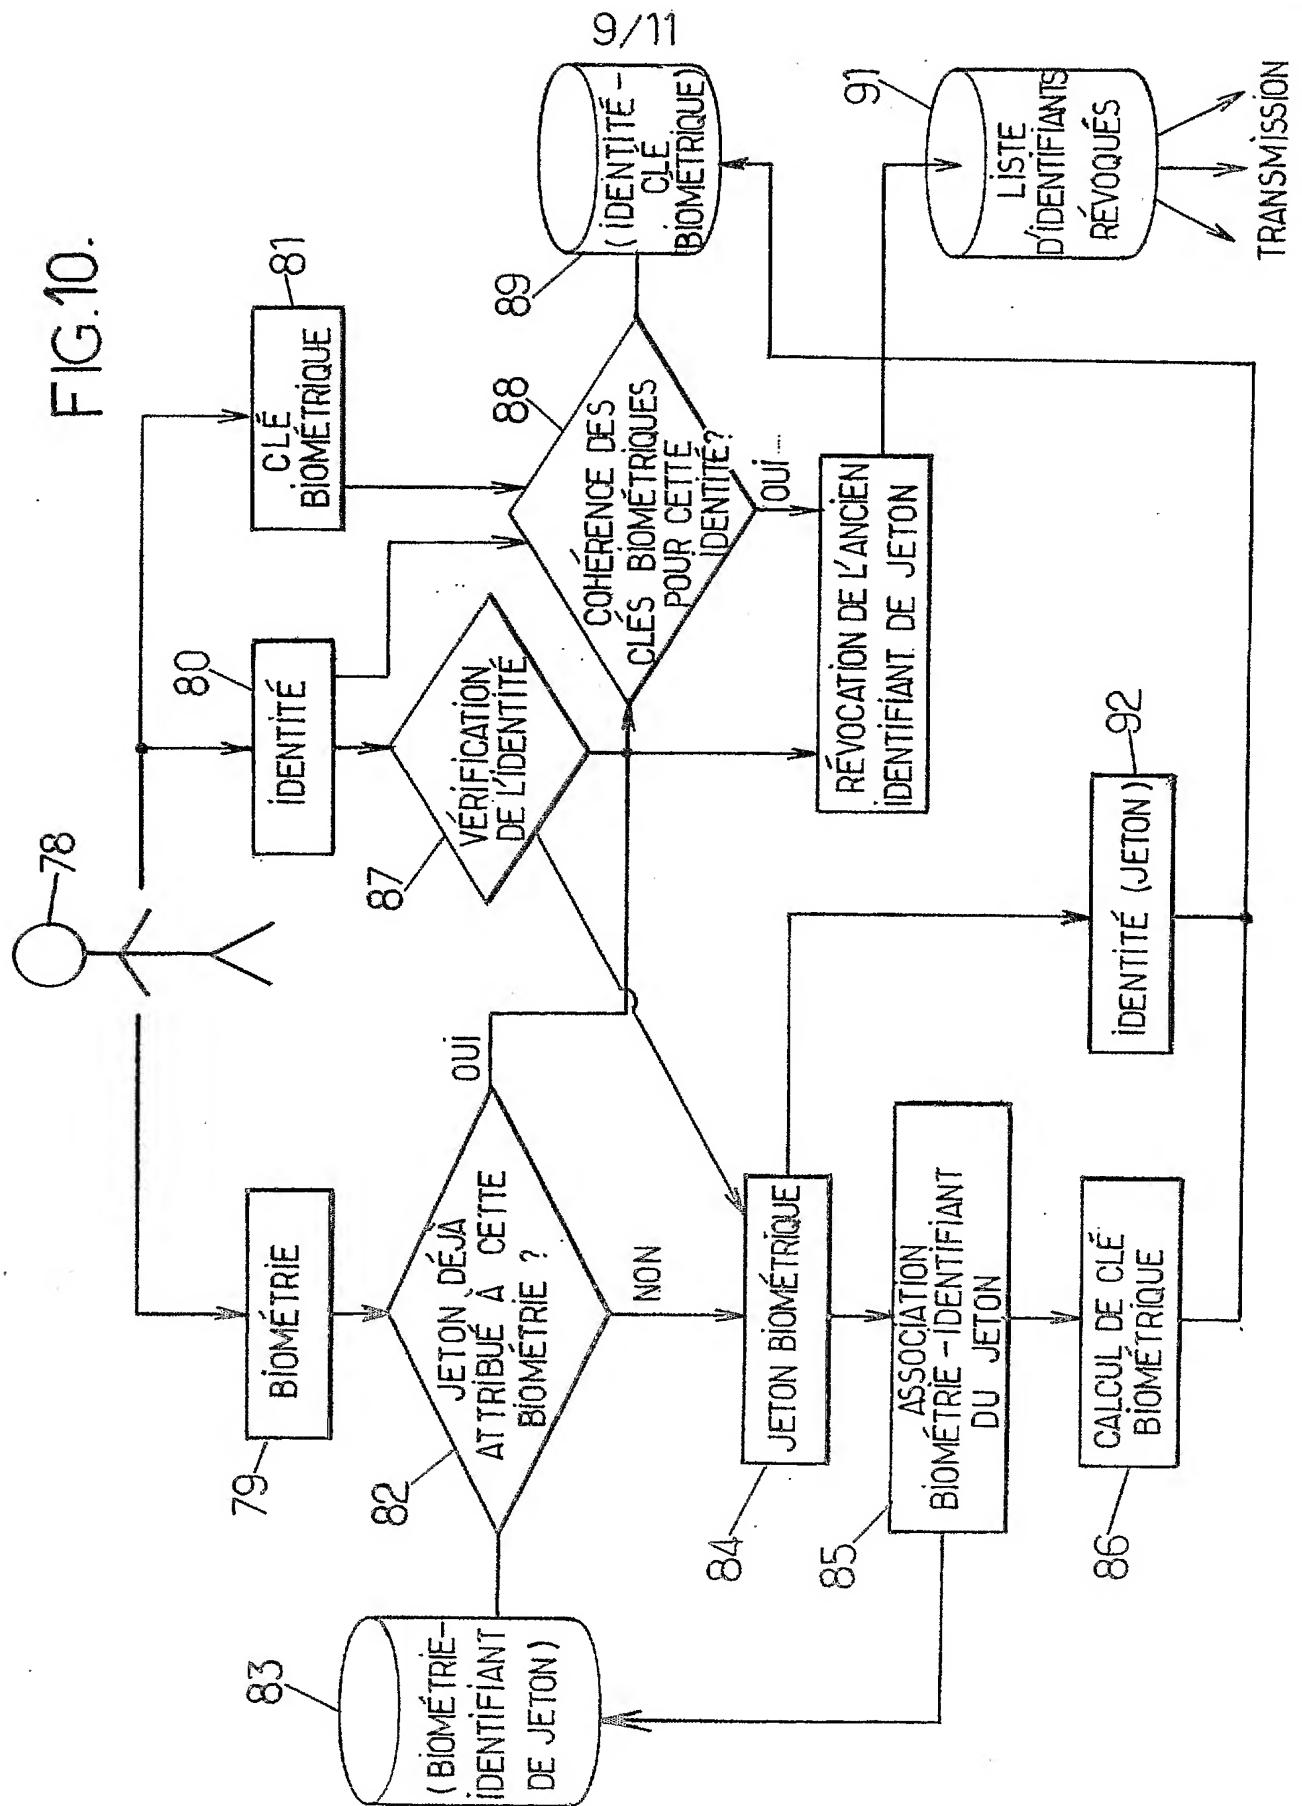 9/11
FIG.10.
78
79
BIOMÉTRIE
80
IDENTITÉ
81
CLÉ
BIOMÉTRIQUE
82
JETON DÉJÀ
ATTRIBUÉ À CETTE
BIOMÉTRIE ?
OUI
NON
83
(BIOMÉTRIE-
IDENTIFIANT
DE JETON)
87
VÉRIFICATION
DE L'IDENTITÉ
88
COHÉRENCE DES
CLÉS BIOMÉTRIQUES
POUR CETTE
IDENTITÉ?
OUI
89
(IDENTITÉ-
CLÉ
BIOMÉTRIQUE)
84
JETON BIOMÉTRIQUE
RÉVOCATION DE L'ANCIEN
IDENTIFIANT DE JETON
85
ASSOCIATION
BIOMÉTRIE-IDENTIFIANT
DU JETON
91
LISTE
D'IDENTIFIANTS
RÉVOQUÉS
86
CALCUL DE CLÉ
BIOMÉTRIQUE
92
IDENTITÉ (JETON)
TRANSMISSION